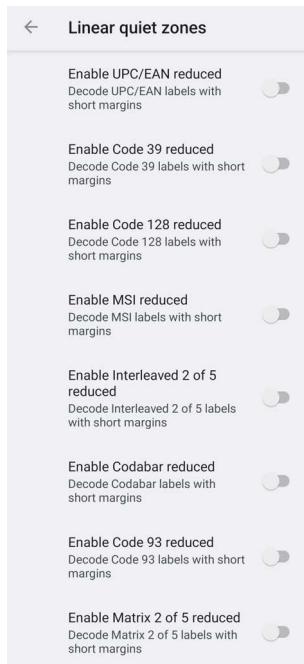 Linear quiet zones
Enable UPC/EAN reduced
Decode UPC/EAN labels with
short margins
Enable Code 39 reduced
Decode Code 39 labels with short
margins
Enable Code 128 reduced
Decode Code 128 labels with
short margins
Enable MSI reduced
Decode MSI labels with short
margins
Enable Interleaved 2 of 5
reduced
Decode Interleaved 2 of 5 labels
with short margins
Enable Codabar reduced
Decode Codabar labels with
short margins
Enable Code 93 reduced
Decode Code 93 labels with short
margins
Enable Matrix 2 of 5 reduced
Decode Matrix 2 of 5 labels with
short margins